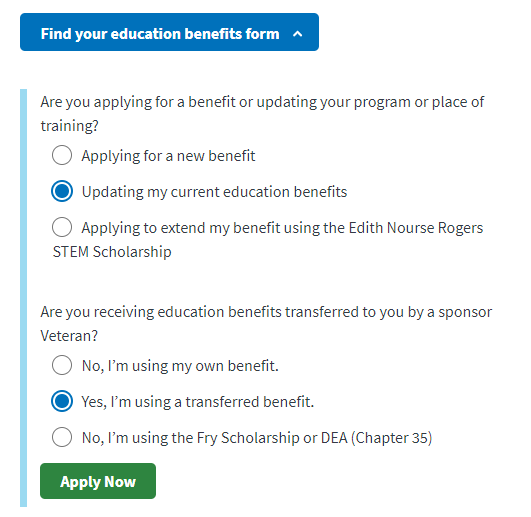 Find your education benefits form
Are you applying for a benefit or updating your program or place of
training?
Applying for a new benefit
Updating my current education benefits
Applying to extend my benefit using the Edith Nourse Rogers
STEM Scholarship
Are you receiving education benefits transferred to you by a sponsor
Veteran?
No, I’m using my own benefit.
Yes, I’m using a transferred benefit.
No, I’m using the Fry Scholarship or DEA (Chapter 35)
Apply Now